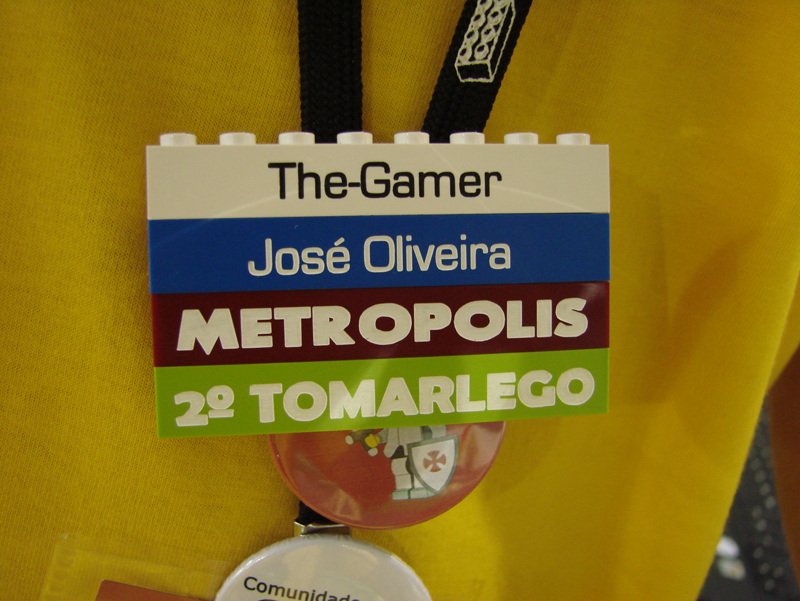 The-Gamer
José Oliveira
METROPOLIS
2º TOMARLEGO
Comunidade